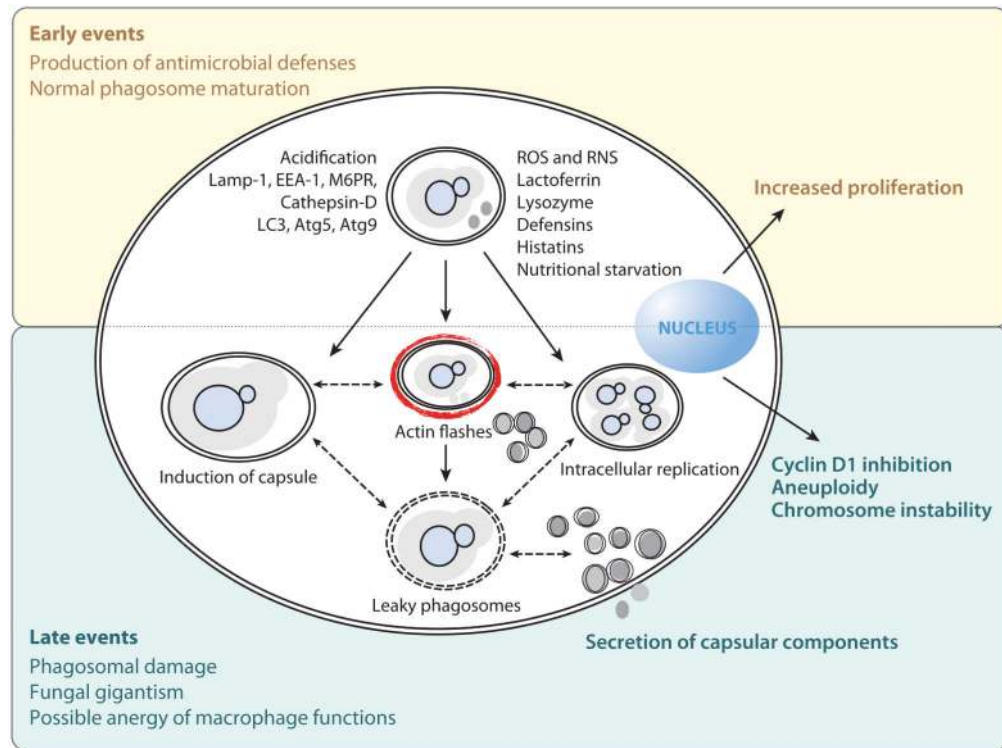 Early events
Production of antimicrobial defenses
Normal phagosome maturation
Acidification
Lamp-1, EEA-1, M6PR,
Cathepsin-D
LC3, Atg5, Atg9
ROS and RNS
Lactoferrin
Lysozyme
Defensins
Histatins
Nutritional starvation
Increased proliferation
NUCLEUS
Actin flashes
Induction of capsule
Intracellular replication
Cyclin D1 inhibition
Aneuploidy
Chromosome instability
Leaky phagosomes
Secretion of capsular components
Late events
Phagosomal damage
Fungal gigantism
Possible anergy of macrophage functions